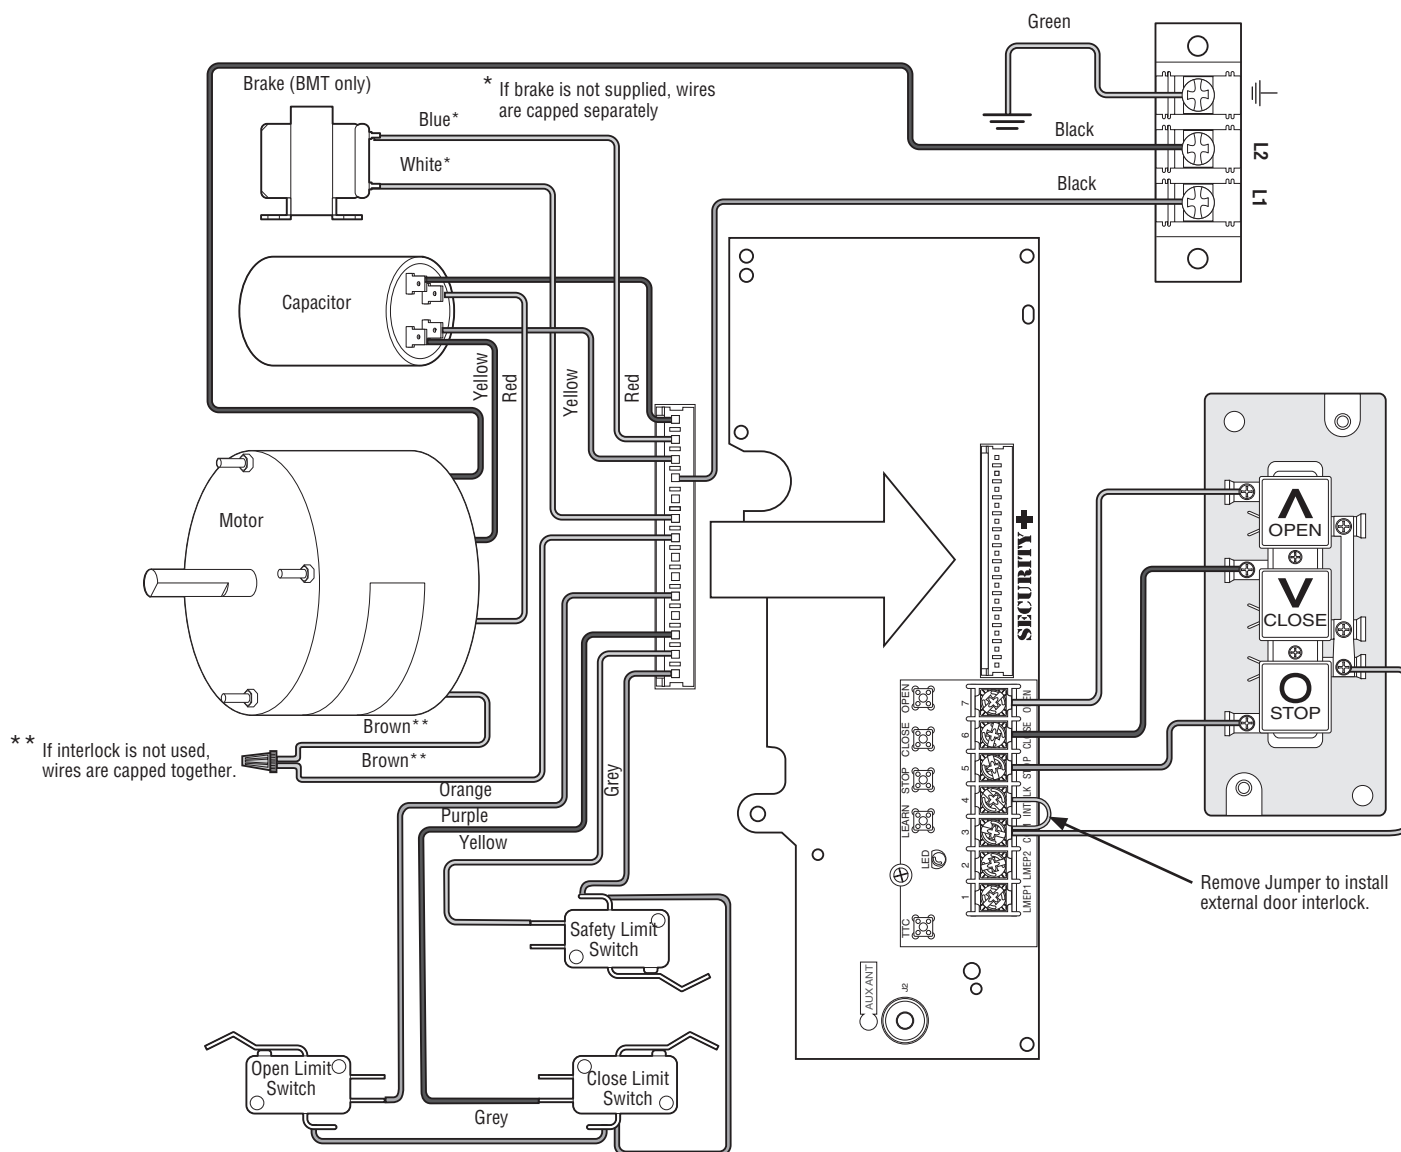 Green
Brake (BMT only)
* If brake is not supplied, wires
are capped separately
Blue*
Black
L2
White*
Black
L1
Capacitor
Yellow
Red
Yellow
Red
Motor
SECURITY+
OPEN
CLOSE
STOP
Brown**
** If interlock is not used,
wires are capped together.
Brown**
Grey
Orange
Purple
Yellow
OPEN
7
OPEN
CLOSE
6
CLOSE
STOP
5
STOP
4
LEARN
3
LED
2
LMEP2
1
LMEP1
TTC
Remove Jumper to install
external door interlock.
Safety Limit
Switch
AUX ANT
J2
Open Limit
Switch
Close Limit
Switch
Grey